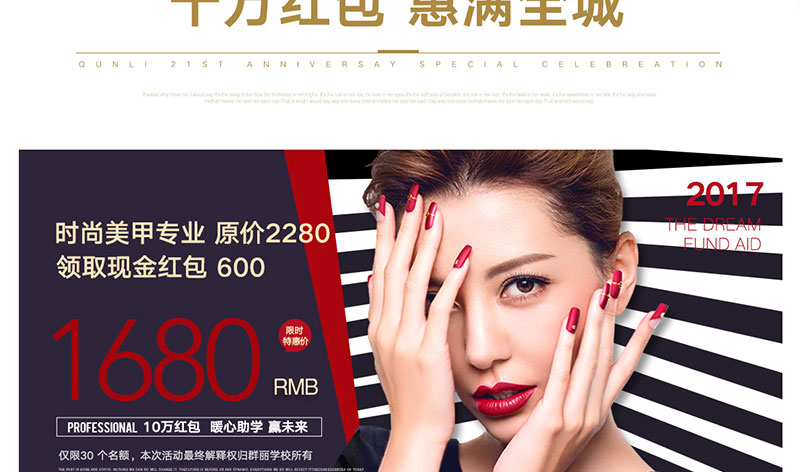 十万红包 惠满全城
QUNLI 21ST ANNIVERSAY SPECIAL CELEBREATION
2017
THE DREAM
FUND AID
时尚美甲专业 原价2280
领取现金红包 600
1680
限时
特惠价
RMB
PROFESSIONAL 10万红包 暖心助学 赢未来
仅限30 个名额，本次活动最终解释权归群丽学校所有